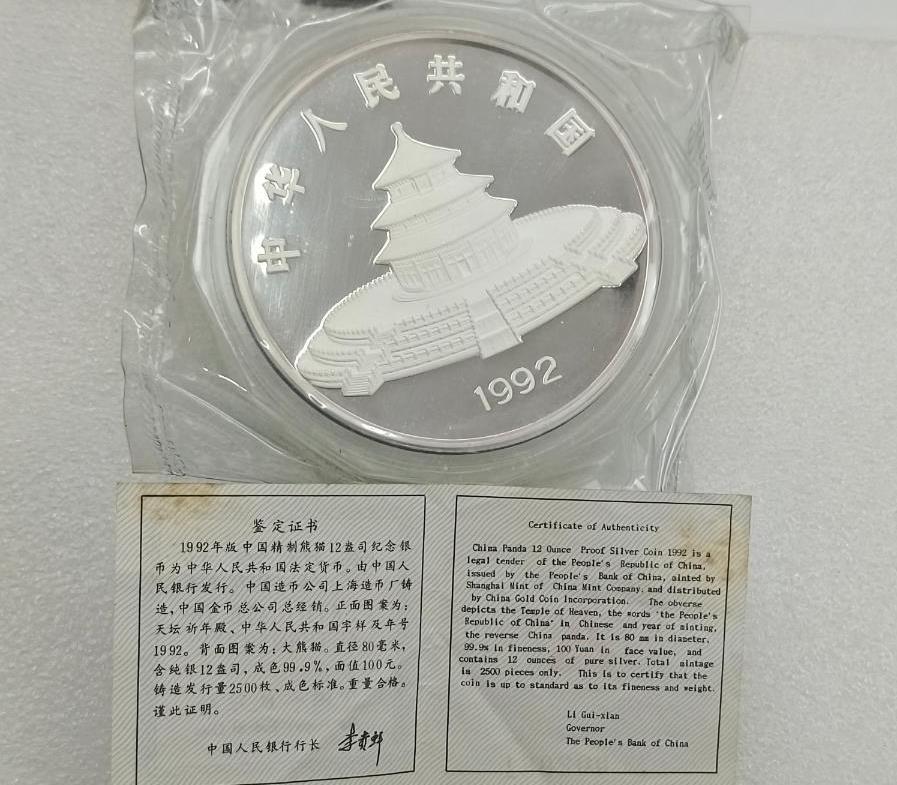 中华人民共和国
1992
鉴定证书
1992年版中国精制熊猫12盎司纪念银
币为中华人民共和国法定货币。由中国人
民银行发行。中国造币公司上海造币厂铸
造,中国金币总公司总经销。正面图案为:
天坛祈年殿、中华人民共和国字样及年号
1992。背面图案为:大熊猫。直径80毫米,
含纯银12盎司,成色99.9%,面值100元。
铸造发行量2500枚、成色标准。重量合格。
谨此证明。
中国人民银行行长 李贵鲜
Certificate of Authenticity
China Panda 12 Ounce Proof Silver Coin 1992 is a
legal tender of the People's Republic of China,
issued by the People's Bank of China, ainted by
Shanghai Mint of China Mint Company, and distributed
by China Gold Coin Incorporation. The obverse
depicts the Temple of Heaven, the words 'the People's
Republic of China' in Chinese and year of minting,
the reverse China panda. It is 80 mm in diameter,
99.9% in fineness, 100 Yuan in face value, and
contains 12 ounces of pure silver. Total mintage
is 2500 pieces only. This is to certify that the
coin is up to standard as to its fineness and weight.
Li Gui-xian
Governor
The People's Bank of China